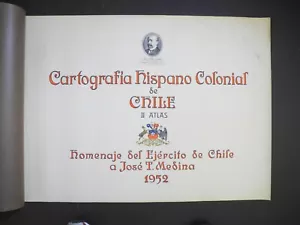 Cartografía Hispano Colonial
de
CHILE
II ATLAS
Homenaje del Ejército de Chile
a José T. Medina
1952